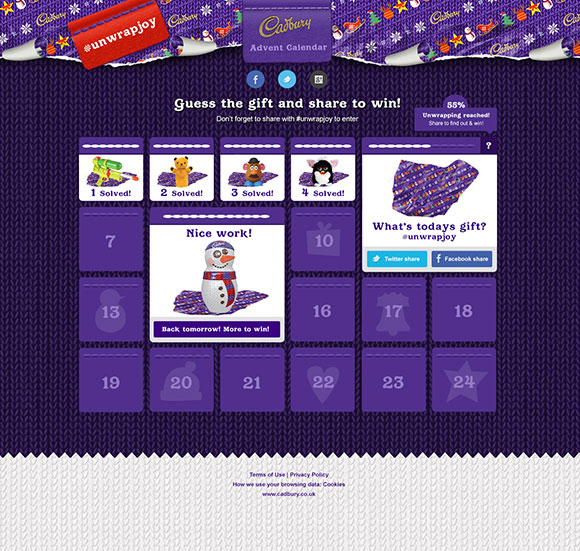 #unwrapjoy
Cadbury
Advent Calendar
f
Guess the gift and share to win!
Don't forget to share with #unwrapjoy to enter
55%
Unwrapping reached!
Share to find out & win!
1 Solved!
2 Solved!
3 Solved!
4 Solved!
?
What's todays gift?
#unwrapjoy
Twitter share
f Facebook share
7
Nice work!
Back tomorrow! More to win!
10
13
16
17
18
19
20
21
22
23
24
Terms of Use | Privacy Policy
How we use your browsing data: Cookies
www.cadbury.co.uk